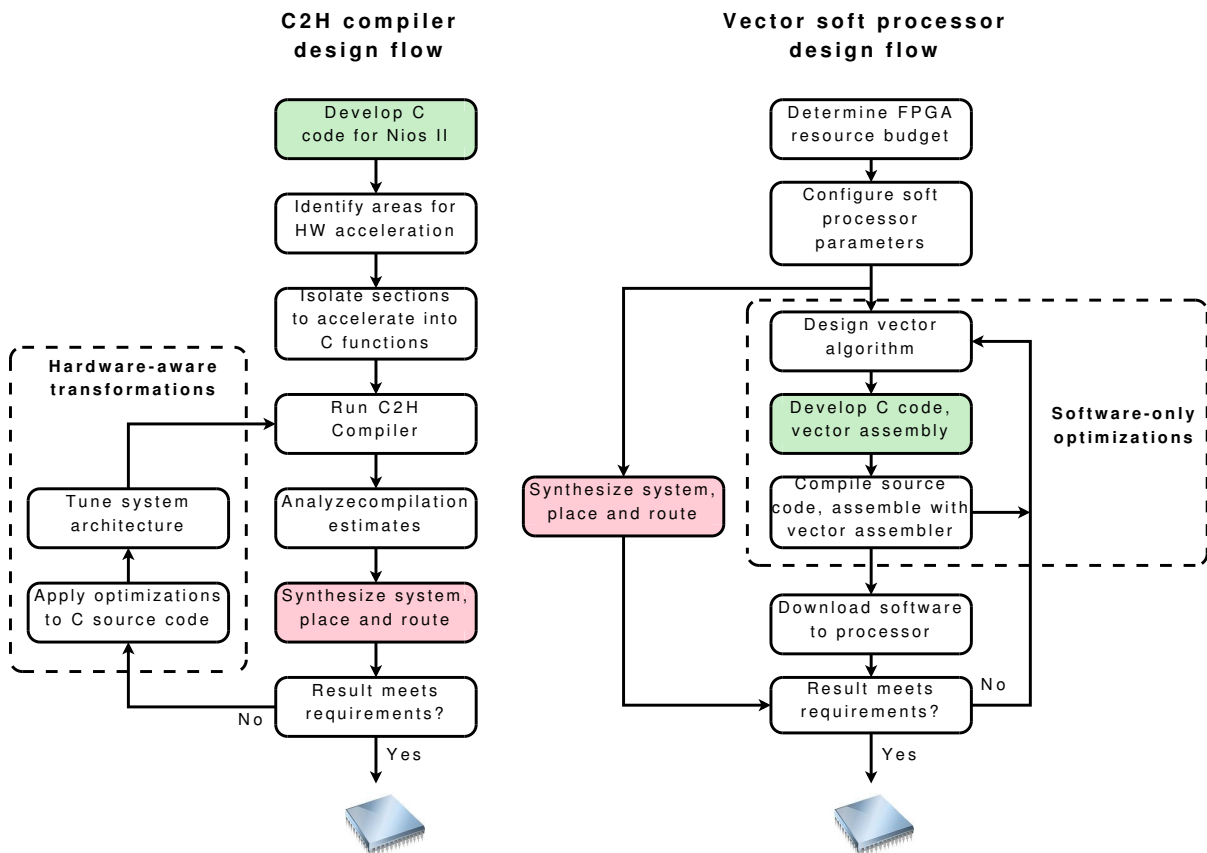 C2H compiler
design flow
Develop C
code for Nios II
Identify areas for
HW acceleration
Isolate sections
to accelerate into
C functions
Hardware-aware
transformations
Run C2H
Compiler
Tune system
architecture
Analyzecompilation
estimates
Apply optimizations
to C source code
Synthesize system,
place and route
Result meets
requirements?
No
Yes
Vector soft processor
design flow
Determine FPGA
resource budget
Configure soft
processor
parameters
Design vector
algorithm
Develop C code,
vector assembly
Software-only
optimizations
Synthesize system,
place and route
Compile source
code, assemble with
vector assembler
Download software
to processor
Result meets
requirements?
No
Yes